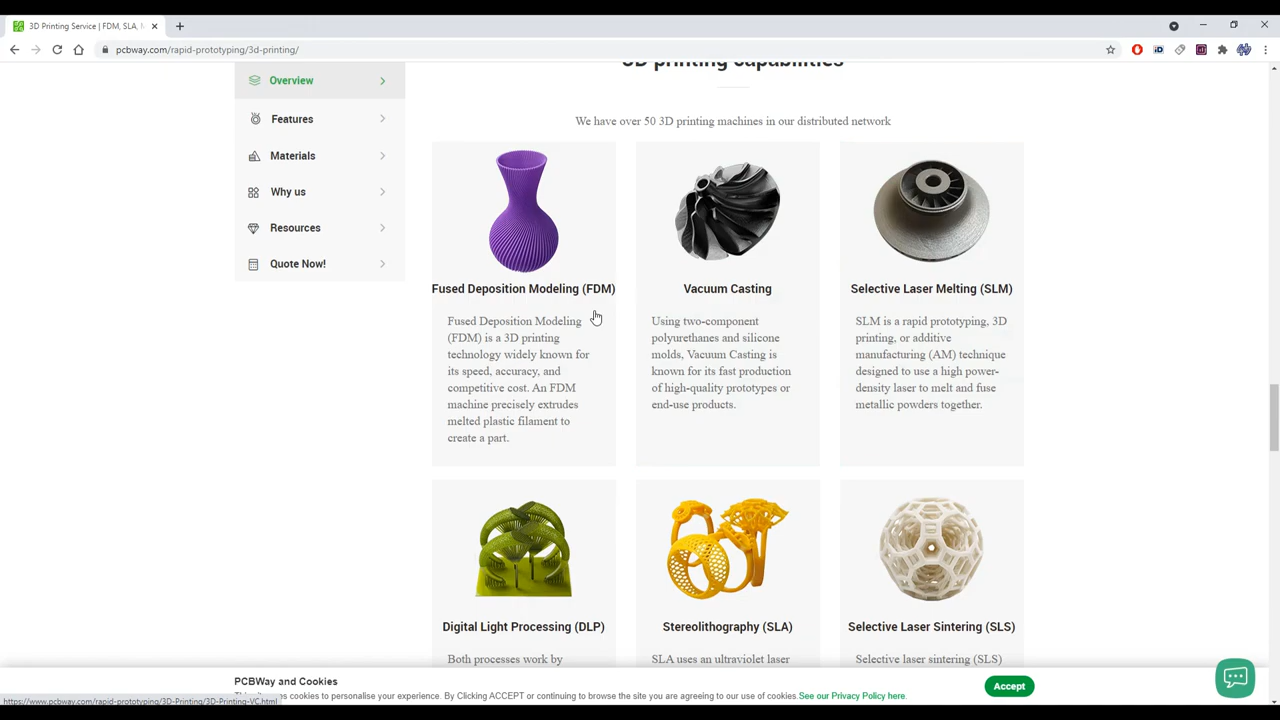 3D Printing Service | FDM, SLA,
pcbway.com/rapid-prototyping/3d-printing/
Overview
Features
Materials
Why us
Resources
Quote Now!
3D printing capabilities
We have over 50 3D printing machines in our distributed network
Fused Deposition Modeling (FDM)
Fused Deposition Modeling
(FDM) is a 3D printing
technology widely known for
its speed, accuracy, and
competitive cost. An FDM
machine precisely extrudes
melted plastic filament to
create a part.
Vacuum Casting
Using two-component
polyurethanes and silicone
molds, Vacuum Casting is
known for its fast production
of high-quality prototypes or
end-use products.
Selective Laser Melting (SLM)
SLM is a rapid prototyping, 3D
printing, or additive
manufacturing (AM) technique
designed to use a high power-
density laser to melt and fuse
metallic powders together.
Digital Light Processing (DLP)
Both processes work by
Stereolithography (SLA)
SLA uses an ultraviolet laser
Selective Laser Sintering (SLS)
Selective laser sintering (SLS)
PCBWay and Cookies
cookies to personalise your experience. By Clicking ACCEPT or continuing to browse the site you are agreeing to our use of cookies.See our Privacy Policy here.
Accept
https://www.pcbway.com/rapid-prototyping/3D-Printing/3D-Printing-VC.html